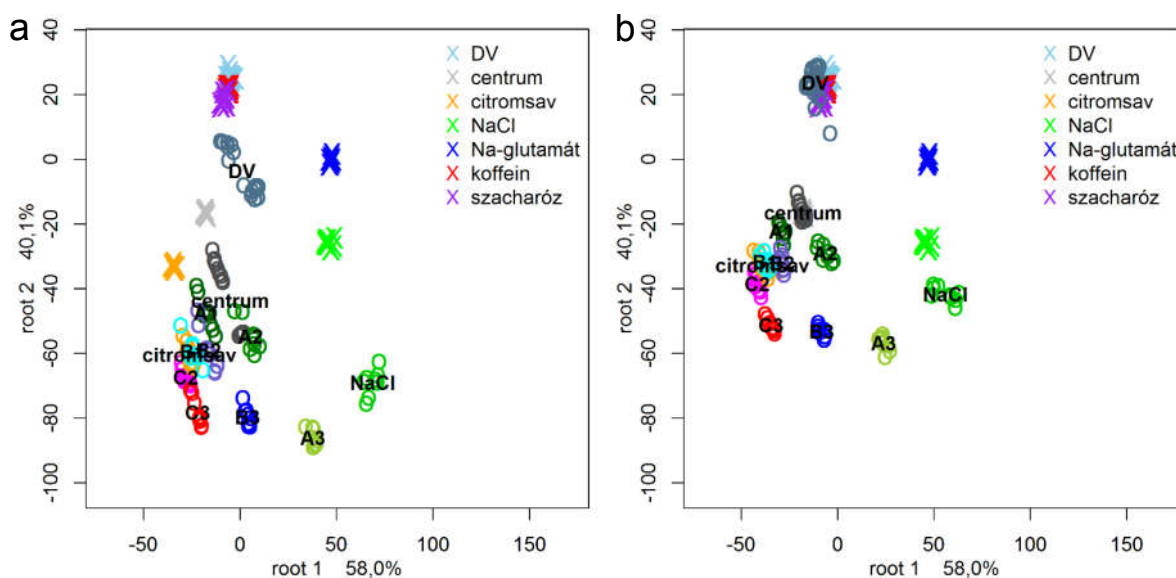 a
40
20
0
-20
-40
-60
-80
-100
root 2 40,1%
-50
0
50
100
150
root 1 58,0%
DV
centrum
citromsav
NaCl
Na-glutamát
koffein
szacharóz
DV
centrum
A1
A2
B2
citromsav
C2
C3
B3
A3
NaCl
b
40
20
0
-20
-40
-60
-80
-100
root 2 40,1%
-50
0
50
100
150
root 1 58,0%
DV
centrum
citromsav
NaCl
Na-glutamát
koffein
szacharóz
DV
centrum
A1
A2
B2
citromsav
C2
C3
B3
A3
NaCl